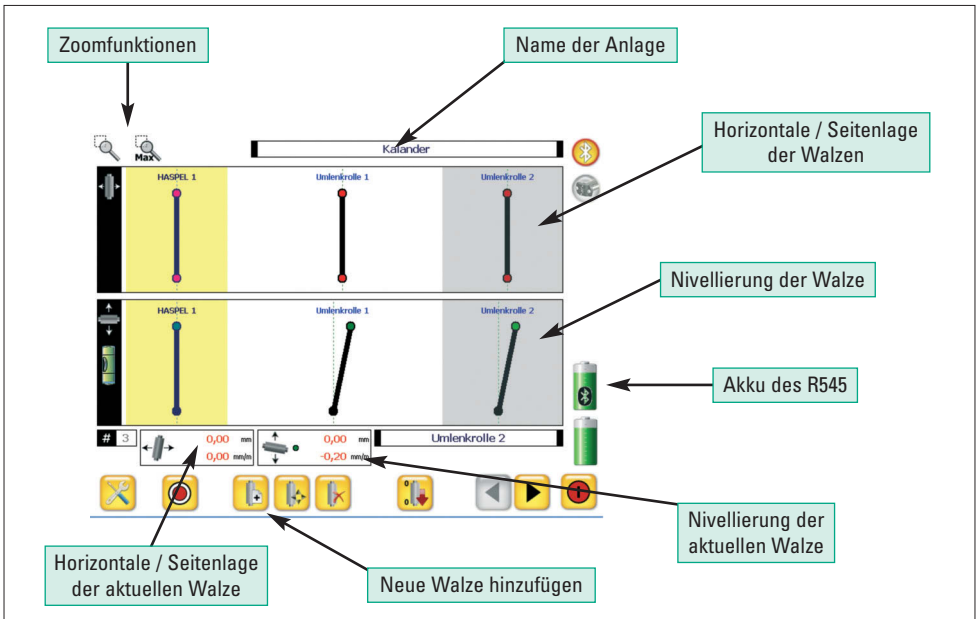 Zoomfunktionen
Name der Anlage
Max
Kalander
Horizontale / Seitenlage
der Walzen
HASPEL 1
Umlenkrolle 1
Umlenkrolle 2
Nivellierung der Walze
HASPEL 1
Umlenkrolle 1
Umlenkrolle 2
Akku des R545
# 3
0,00 mm
0,00 mm/m
0,00 mm
-0,20 mm/m
Umlenkrolle 2
0
0
Nivellierung der
aktuellen Walze
Horizontale / Seitenlage
der aktuellen Walze
Neue Walze hinzufügen